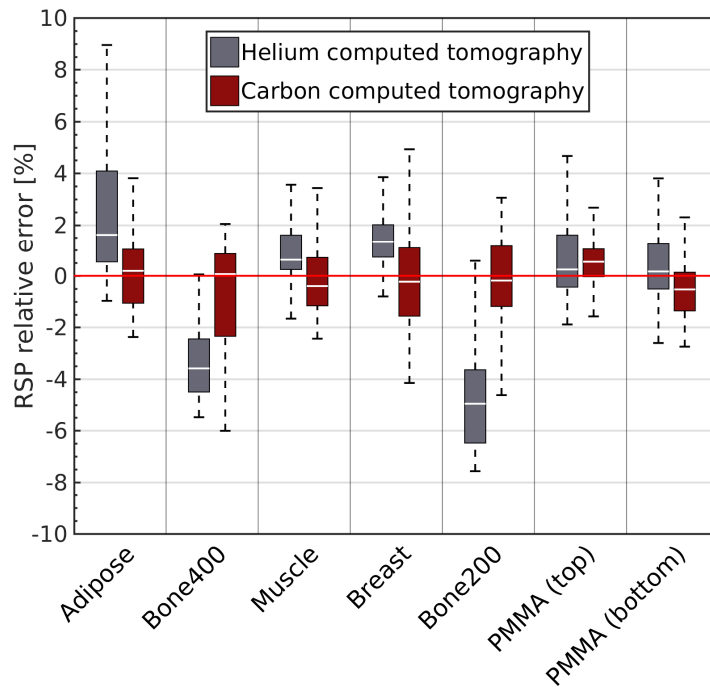 Helium computed tomography
Carbon computed tomography
RSP relative error [%]
10
8
6
4
2
0
-2
-4
-6
-8
-10
Adipose
Bone400
Muscle
Breast
Bone200
PMMA (top)
PMMA (bottom)